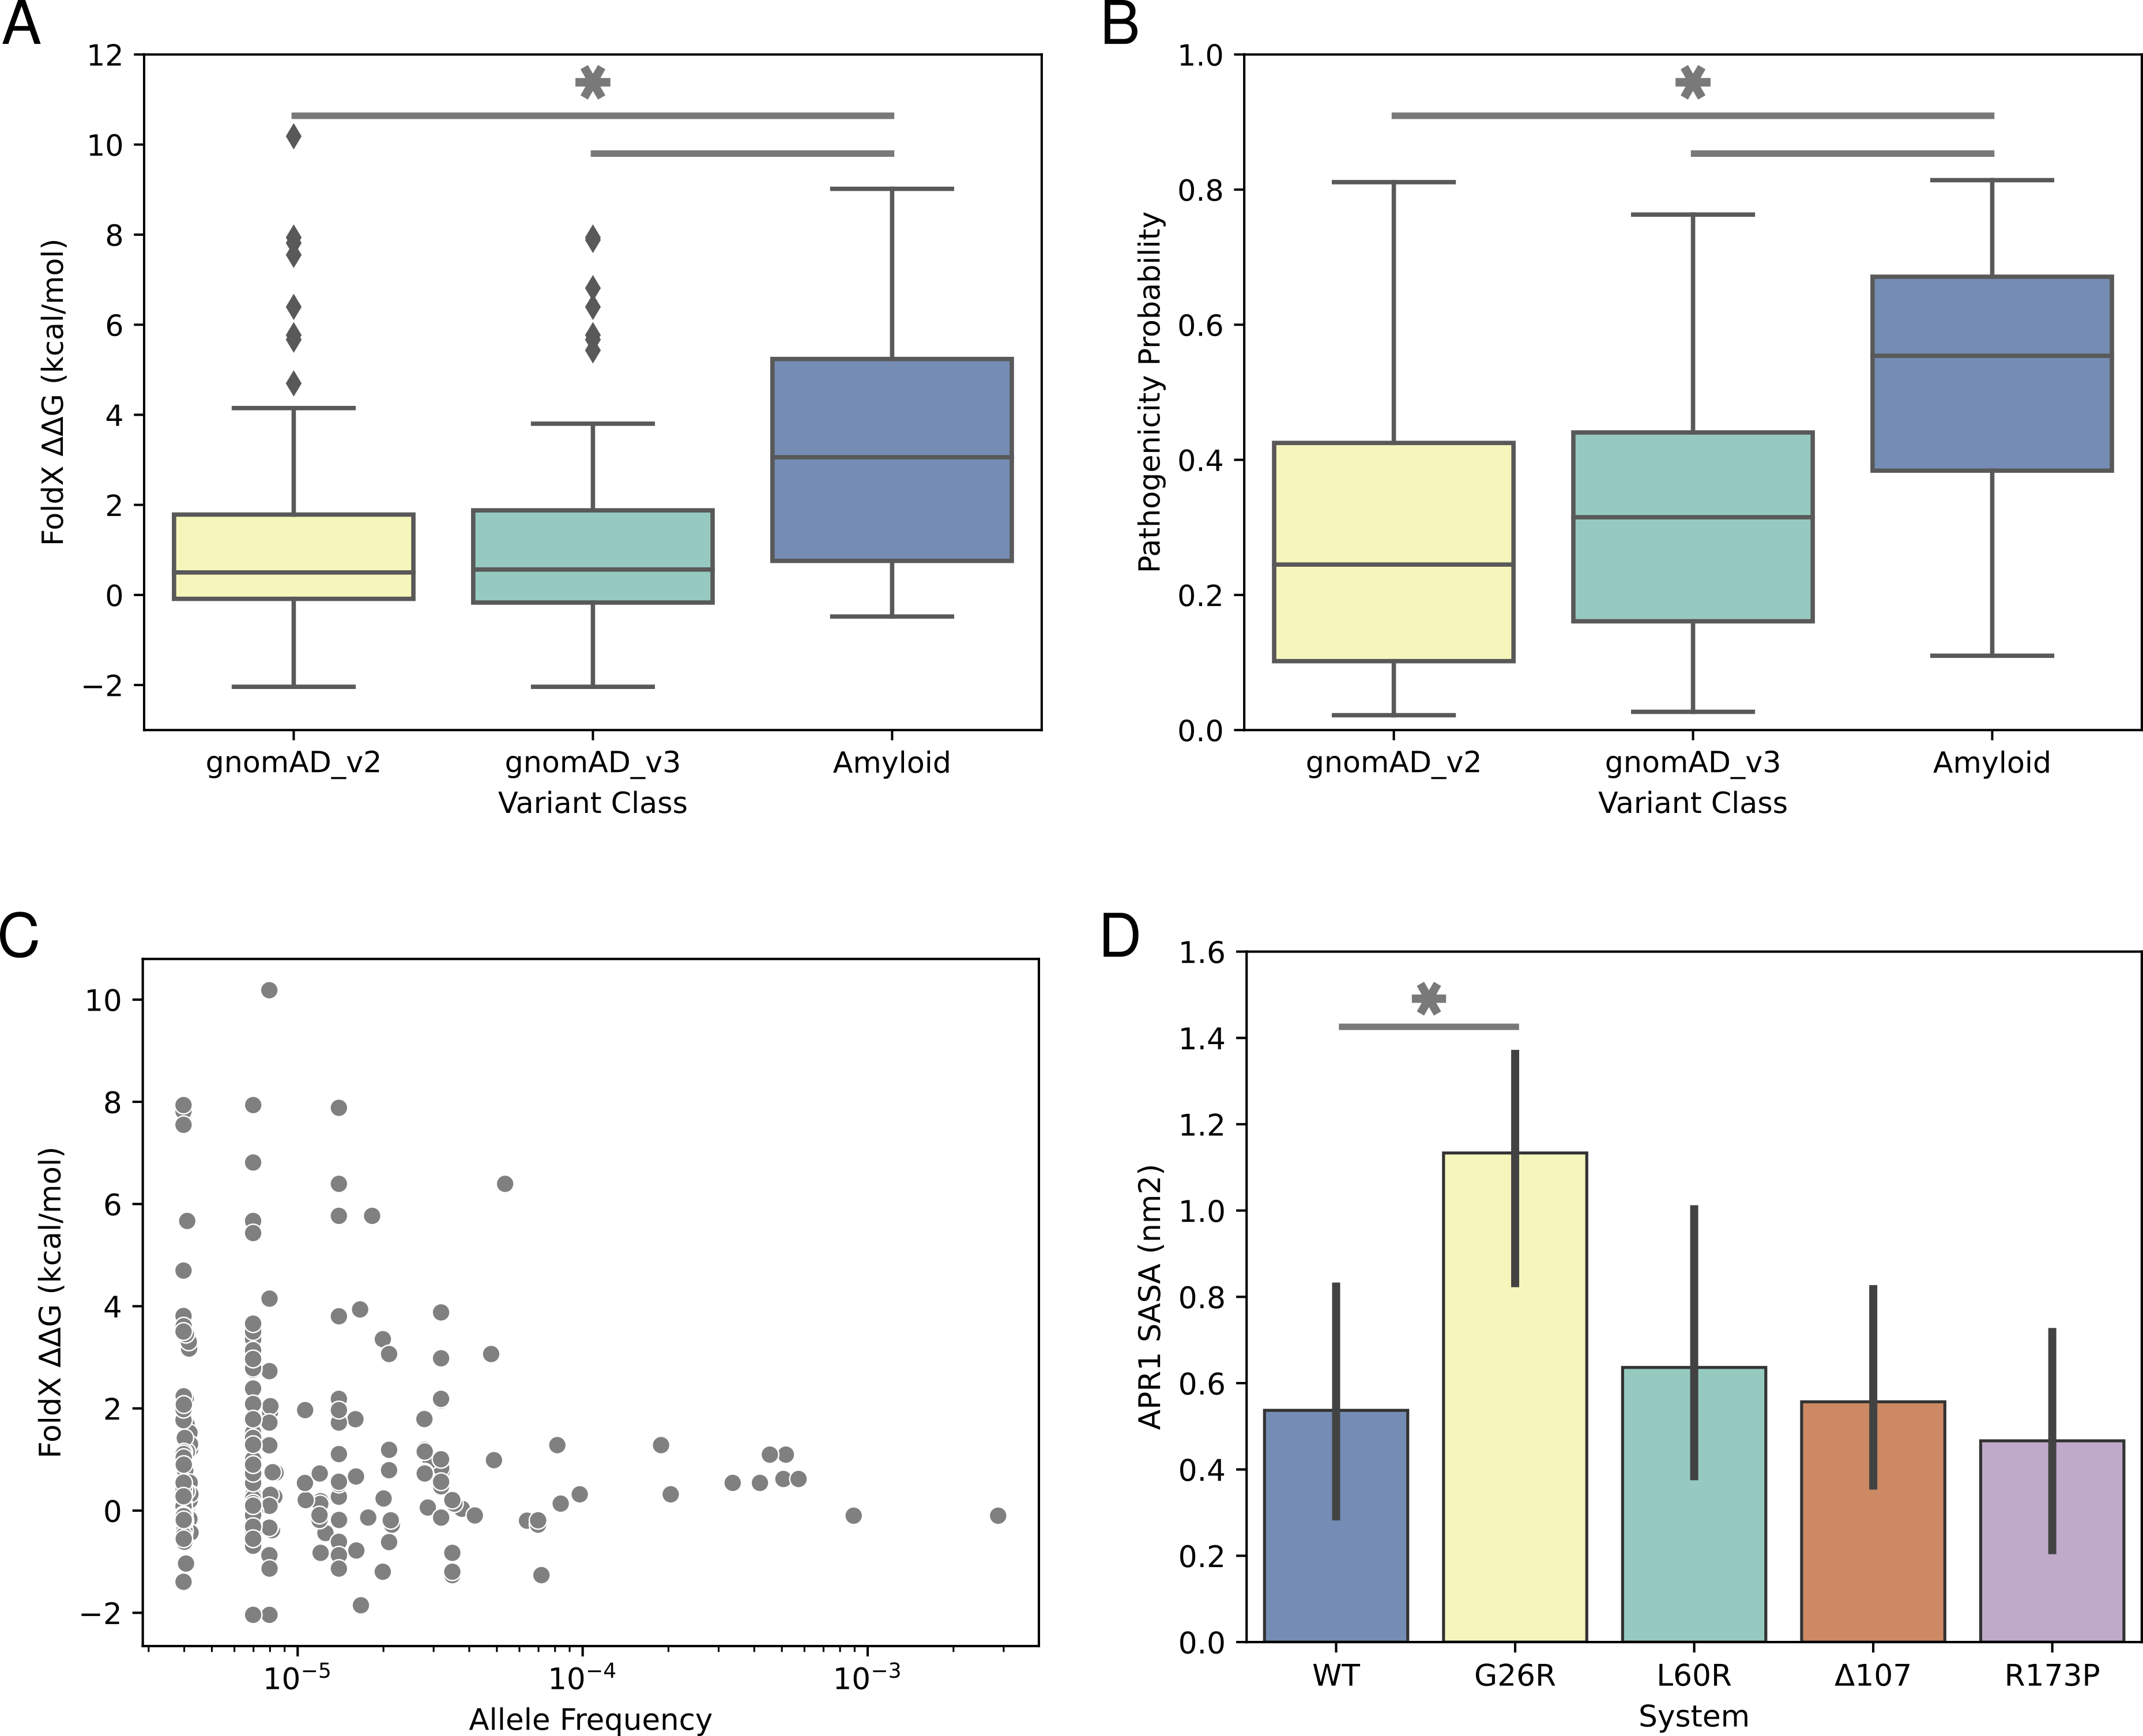 A
12
10
8
6
4
2
0
−2
FoldX ΔΔG (kcal/mol)
*
gnomAD_v2 gnomAD_v3 Amyloid
Variant Class
B
1.0
0.8
0.6
0.4
0.2
0.0
Pathogenicity Probability
*
gnomAD_v2 gnomAD_v3 Amyloid
Variant Class
C
10
8
6
4
2
0
−2
FoldX ΔΔG (kcal/mol)
10⁻⁵ 10⁻⁴ 10⁻³
Allele Frequency
D
1.6
1.4
1.2
1.0
0.8
0.6
0.4
0.2
0.0
APR1 SASA (nm2)
*
WT G26R L60R Δ107 R173P
System